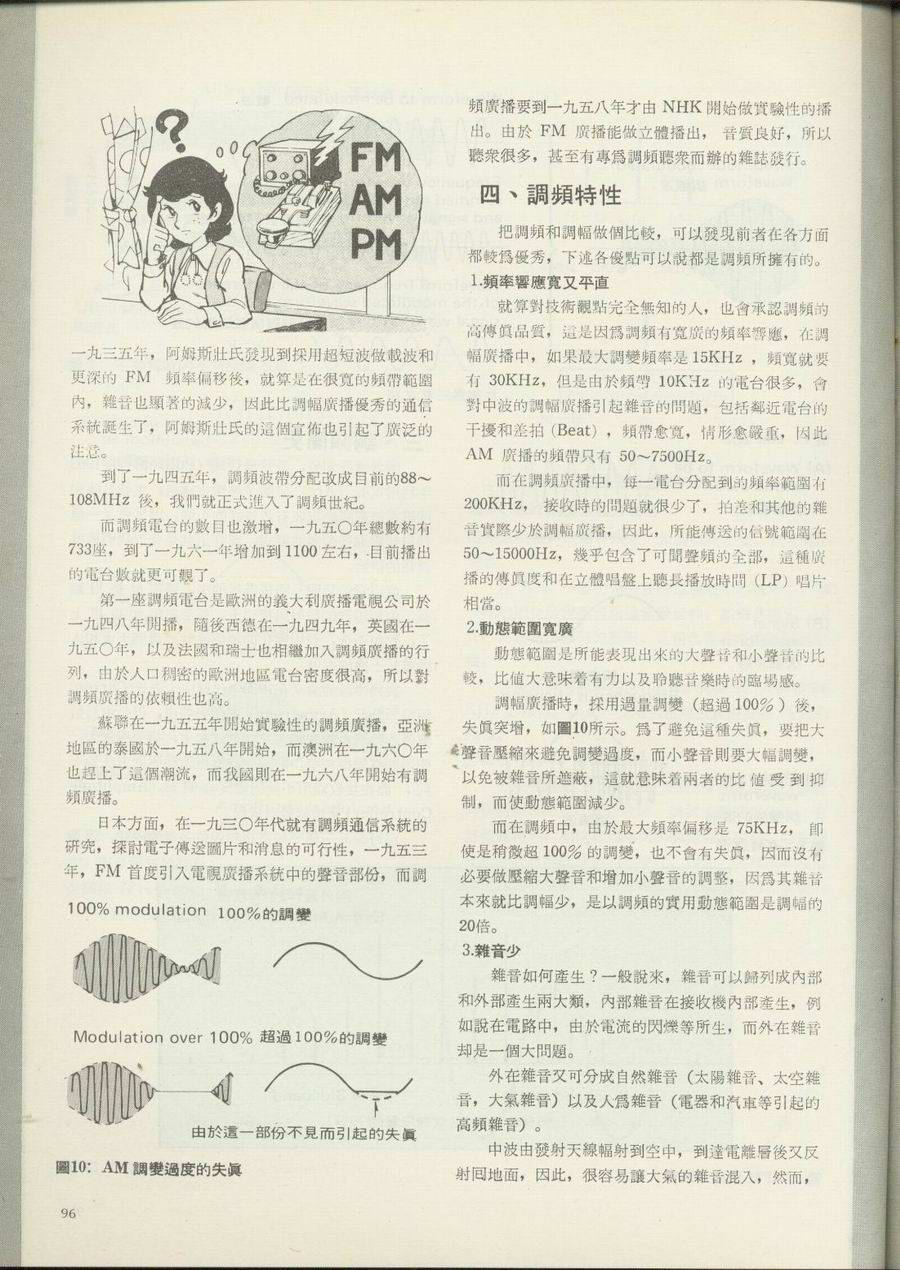 ?
FM
AM
PM
一九三五年，阿姆斯壯氏發現到採用超短波做載波和
更深的 FM 頻率偏移後，就算是在很寬的頻帶範圍
內，雜音也顯著的減少，因此比調幅廣播優秀的通信
系統誕生了，阿姆斯壯氏的這個宣佈也引起了廣泛的
注意。
到了一九四五年，調頻波帶分配改成目前的88～
108MHz 後，我們就正式進入了調頻世紀。
而調頻電台的數目也激增，一九五〇年總數約有
733座，到了一九六一年增加到1100左右，目前播出
的電台數就更可觀了。
第一座調頻電台是歐洲的義大利廣播電視公司於
一九四八年開播，隨後西德在一九四九年，英國在一
九五〇年，以及法國和瑞士也相繼加入調頻廣播的行
列，由於人口稠密的歐洲地區電台密度很高，所以對
調頻廣播的依賴性也高。
蘇聯在一九五五年開始實驗性的調頻廣播，亞洲
地區的泰國於一九五八年開始，而澳洲在一九六〇年
也趕上了這個潮流，而我國則在一九六八年開始有調
頻廣播。
日本方面，在一九三〇年代就有調頻通信系統的
研究，探討電子傳送圖片和消息的可行性，一九五三
年，FM 首度引入電視廣播系統中的聲音部份，而調
100% modulation 100%的調變
Modulation over 100% 超過100%的調變
由於這一部份不見而引起的失眞
圖10：AM 調變過度的失眞
96
頻廣播要到一九五八年才由 NHK 開始做實驗性的播
出。由於 FM 廣播能做立體播出，音質良好，所以
聽衆很多，甚至有專爲調頻聽衆而辦的雜誌發行。
四、調頻特性
把調頻和調幅做個比較，可以發現前者在各方面
都較爲優秀，下述各優點可以說都是調頻所擁有的。
1.頻率響應寬又平直
就算對技術觀點完全無知的人，也會承認調頻的
高傳眞品質，這是因爲調頻有寬廣的頻率響應，在調
幅廣播中，如果最大調變頻率是15KHz，頻寬就要
有 30KHz，但是由於頻帶 10KHz 的電台很多，會
對中波的調幅廣播引起雜音的問題，包括鄰近電台的
干擾和差拍（Beat），頻帶愈寬，情形愈嚴重，因此
AM 廣播的頻帶只有 50～7500Hz。
而在調頻廣播中，每一電台分配到的頻率範圍有
200KHz，接收時的問題就很少了，拍差和其他的雜
音實際少於調幅廣播，因此，所能傳送的信號範圍在
50～15000Hz，幾乎包含了可聞聲頻的全部，這種廣
播的傳眞度和在立體唱盤上聽長播放時間（LP）唱片
相當。
2.動態範圍寬廣
動態範圍是所能表現出來的大聲音和小聲音的比
較，比值大意味着有力以及聆聽音樂時的臨場感。
調幅廣播時，採用過量調變（超過100%）後，
失眞突增，如圖10所示。爲了避免這種失眞，要把大
聲音壓縮來避免調變過度，而小聲音則要大幅調變，
以免被雜音所遮蔽，這就意味着兩者的比值受到抑
制，而使動態範圍減少。
而在調頻中，由於最大頻率偏移是 75KHz，即
使是稍微超 100% 的調變，也不會有失眞，因而沒有
必要做壓縮大聲音和增加小聲音的調整，因爲其雜音
本來就比調幅少，是以調頻的實用動態範圍是調幅的
20倍。
3.雜音少
雜音如何產生？一般說來，雜音可以歸列成內部
和外部產生兩大類，內部雜音在接收機內部產生，例
如說在電路中，由於電流的閃爍等所生，而外在雜音
却是一個大問題。
外在雜音又可分成自然雜音（太陽雜音、太空雜
音，大氣雜音）以及人爲雜音（電器和汽車等引起的
高頻雜音）。
中波由發射天線幅射到空中，到達電離層後又反
射囘地面，因此，很容易讓大氣的雜音混入，然而，